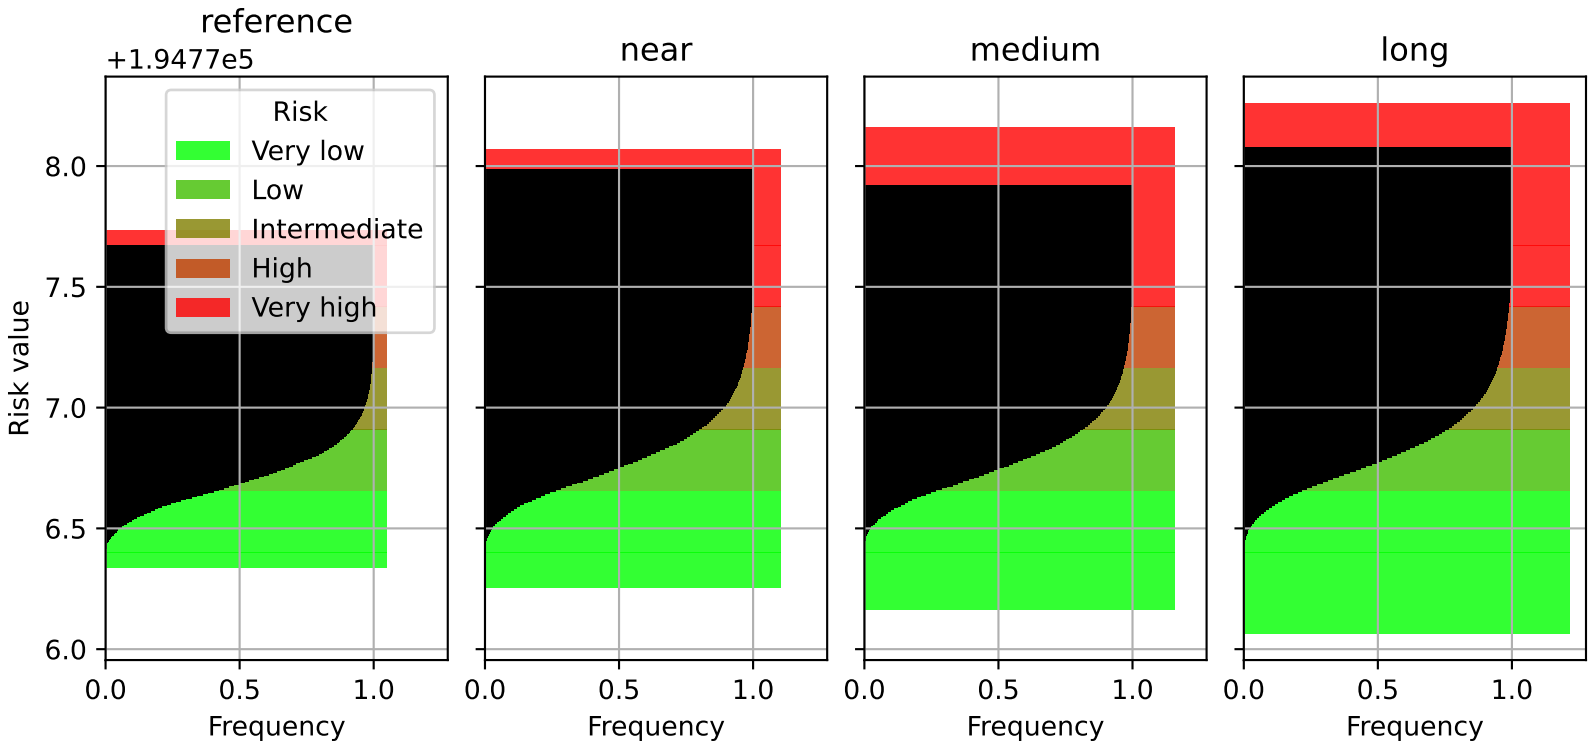 reference
near
medium
long
+1.9477e5
Risk
Very low
Low
Intermediate
High
Very high
Risk value
8.0
7.5
7.0
6.5
6.0
0.0 0.5 1.0
0.0 0.5 1.0
0.0 0.5 1.0
0.0 0.5 1.0
Frequency
Frequency
Frequency
Frequency